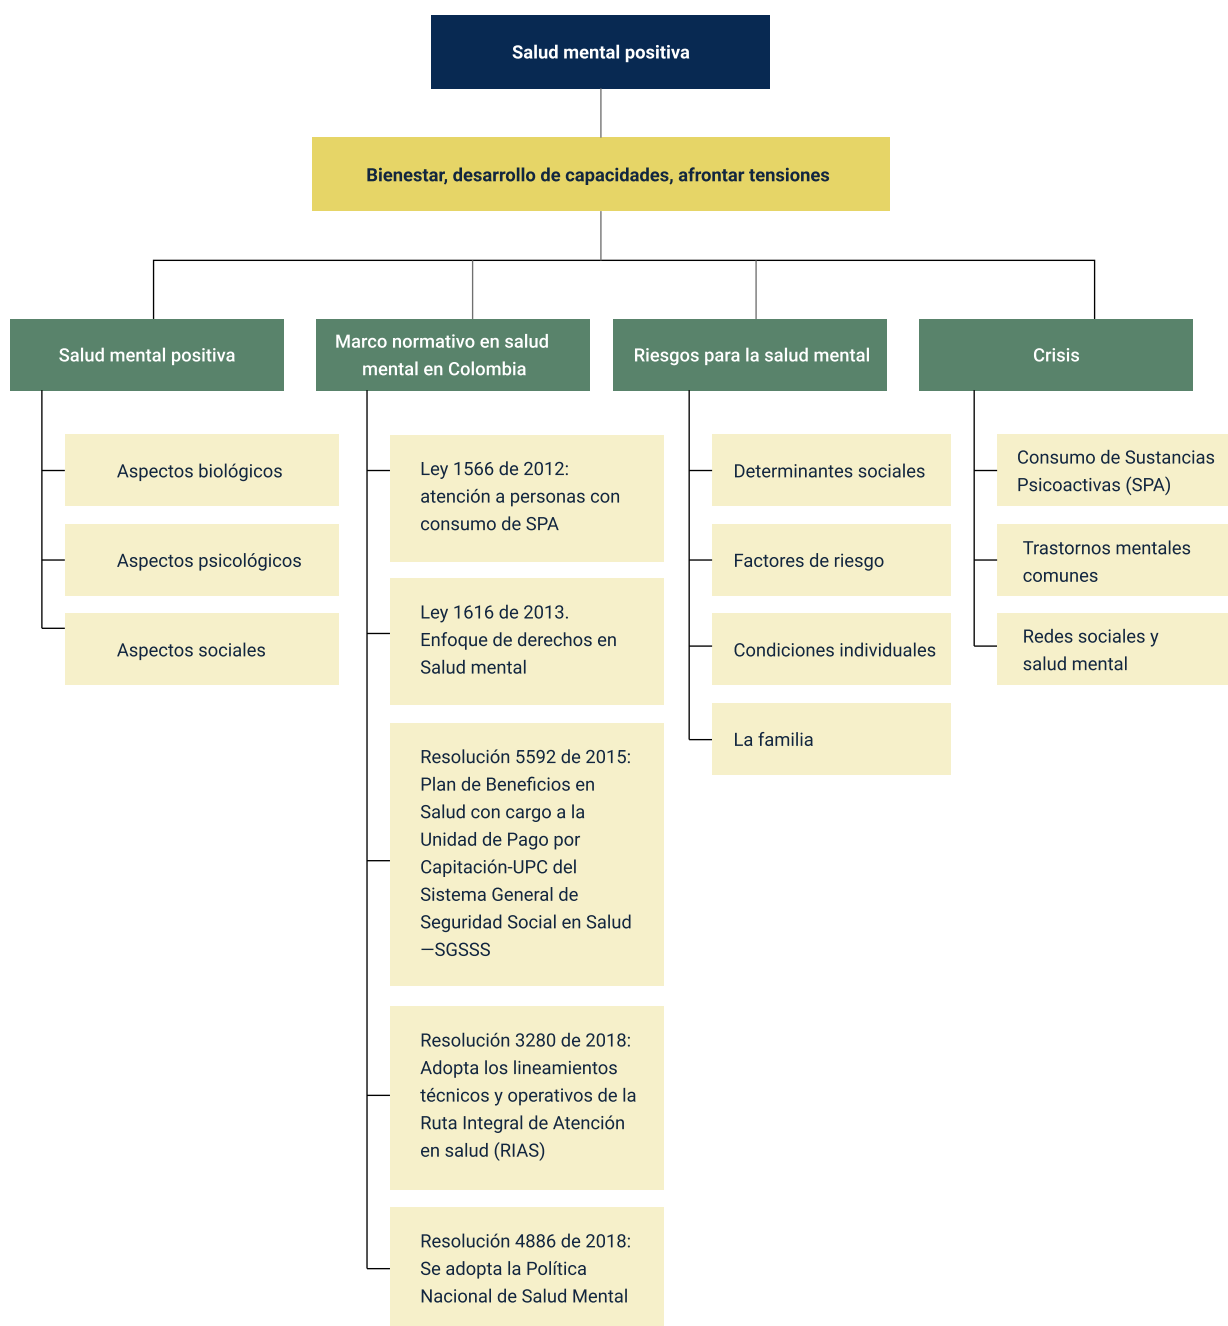 Salud mental positiva
Bienestar, desarrollo de capacidades, afrontar tensiones
Salud mental positiva
Aspectos biológicos
Aspectos psicológicos
Aspectos sociales
Marco normativo en salud
mental en Colombia
Ley 1566 de 2012:
atención a personas con
consumo de SPA
Ley 1616 de 2013.
Enfoque de derechos en
Salud mental
Resolución 5592 de 2015:
Plan de Beneficios en
Salud con cargo a la
Unidad de Pago por
Capitación-UPC del
Sistema General de
Seguridad Social en Salud
—SGSSS
Resolución 3280 de 2018:
Adopta los lineamientos
técnicos y operativos de la
Ruta Integral de Atención
en salud (RIAS)
Resolución 4886 de 2018:
Se adopta la Política
Nacional de Salud Mental
Riesgos para la salud mental
Determinantes sociales
Factores de riesgo
Condiciones individuales
La familia
Crisis
Consumo de Sustancias
Psicoactivas (SPA)
Trastornos mentales
comunes
Redes sociales y
salud mental